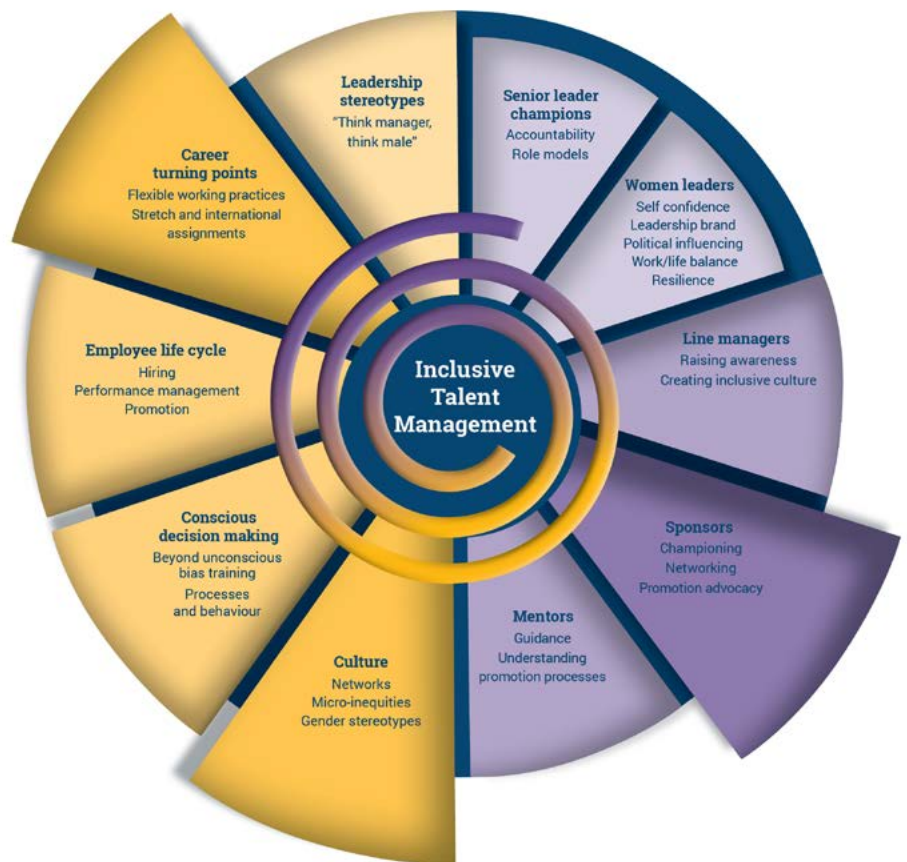 Inclusive
Talent
Management
Leadership
stereotypes
"Think manager,
think male"
Senior leader
champions
Accountability
Role models
Women leaders
Self confidence
Leadership brand
Political influencing
Work/life balance
Resilience
Line managers
Raising awareness
Creating inclusive culture
Sponsors
Championing
Networking
Promotion advocacy
Mentors
Guidance
Understanding
promotion processes
Culture
Networks
Micro-inequities
Gender stereotypes
Conscious
decision making
Beyond unconscious
bias training
Processes
and behaviour
Employee life cycle
Hiring
Performance management
Promotion
Career
turning points
Flexible working practices
Stretch and international
assignments